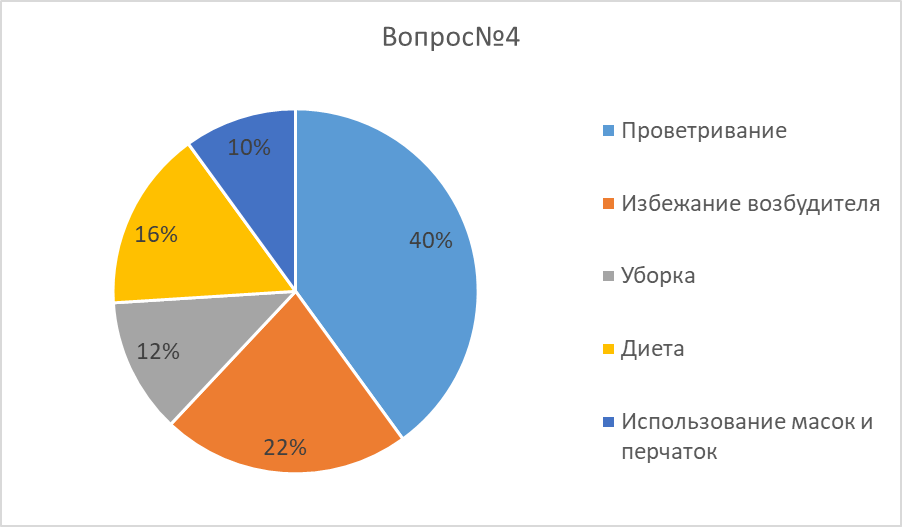 Вопрос№4
10%
40%
16%
12%
22%
Проветривание
Избежание возбудителя
Уборка
Диета
Использование масок и
перчаток